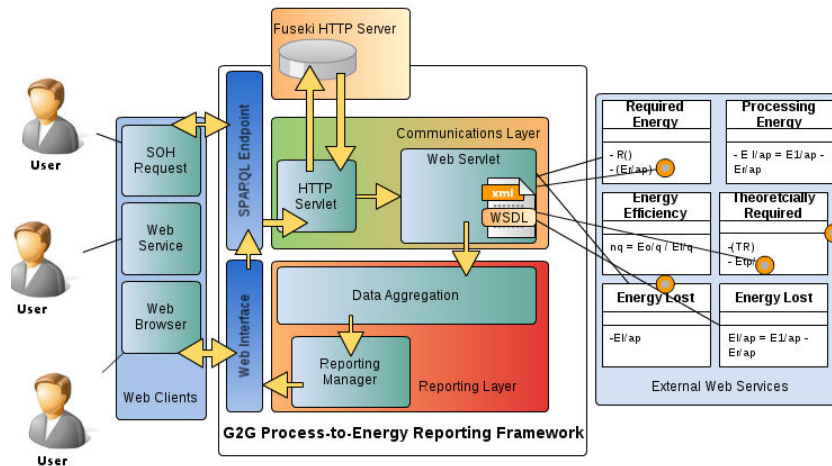 Fuseki HTTP Server
User
User
User
SOH
Request
Web
Service
Web
Browser
Web Clients
SPARQL Endpoint
Web Interface
Communications Layer
HTTP
Servlet
Web Servlet
xml
WSDL
Data Aggregation
Reporting
Manager
Reporting Layer
G2G Process-to-Energy Reporting Framework
Required
Energy
- R()
-(Er/ap)
Processing
Energy
- E I/ap = E1/ap -
Er/ap
Energy
Efficiency
nq = Eo/q / EI/q
Theoretcially
Required
-(TR)
- Etp/
Energy Lost
-El/ap
Energy Lost
El/ap = E1/ap -
Er/ap
External Web Services